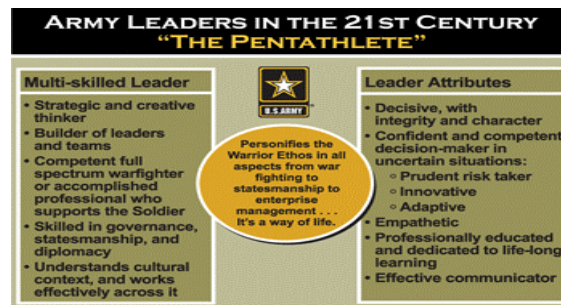 ARMY LEADERS IN THE 21ST CENTURY
"THE PENTATHLETE"
Multi-skilled Leader
• Strategic and creative
thinker
• Builder of leaders
and teams
• Competent full
spectrum warfighter
or accomplished
professional who
supports the Soldier
• Skilled in governance,
statesmanship, and
diplomacy
• Understands cultural
context, and works
effectively across it
U.S.ARMY
Personifies the
Warrior Ethos in all
aspects from war
fighting to
statesmanship to
enterprise
management . . .
It's a way of life.
Leader Attributes
• Decisive, with
integrity and character
• Confident and competent
decision-maker in
uncertain situations:
○ Prudent risk taker
○ Innovative
○ Adaptive
• Empathetic
• Professionally educated
and dedicated to life-long
learning
• Effective communicator